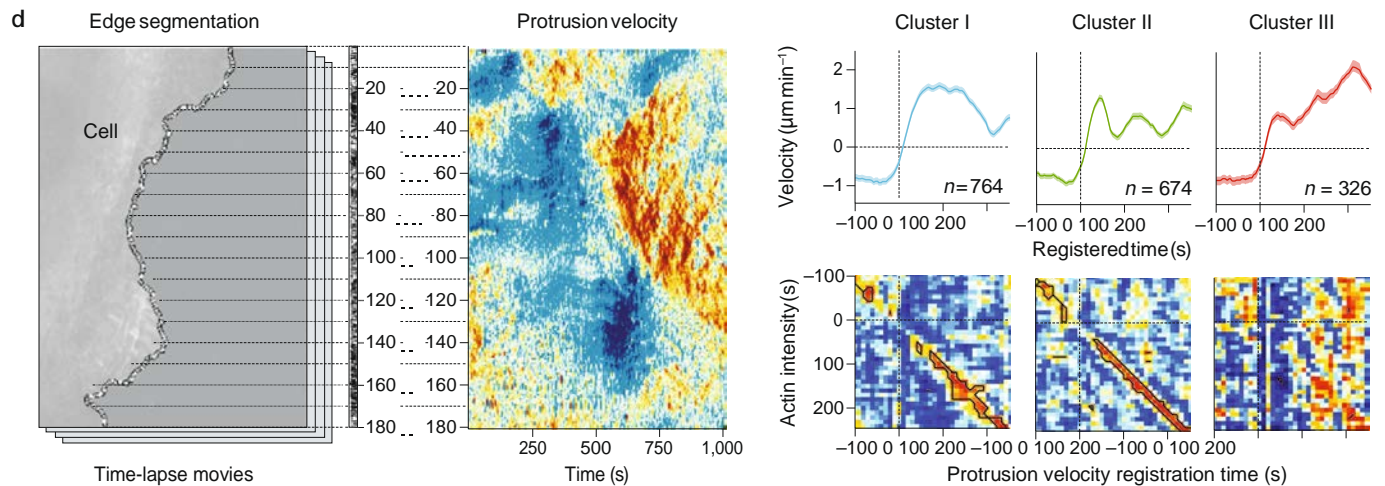 d
Edge segmentation
Cell
Time-lapse movies
20
40
60
80
100
120
140
160
180
Protrusion velocity
-20
40
60
-80
100
120
140
160
180
250 500 750 1,000
Time (s)
Cluster I Cluster II Cluster III
Velocity (µm min−1)
2
1
0
−1
n=764
n = 674
n = 326
−100 0 100 200
−100 0 100 200
−100 0 100 200
Registered time (s)
Actin intensity (s)
−100
0
100
200
−100 0 100 200 −100 0 100 200 −100 0 100 200
Protrusion velocity registration time (s)